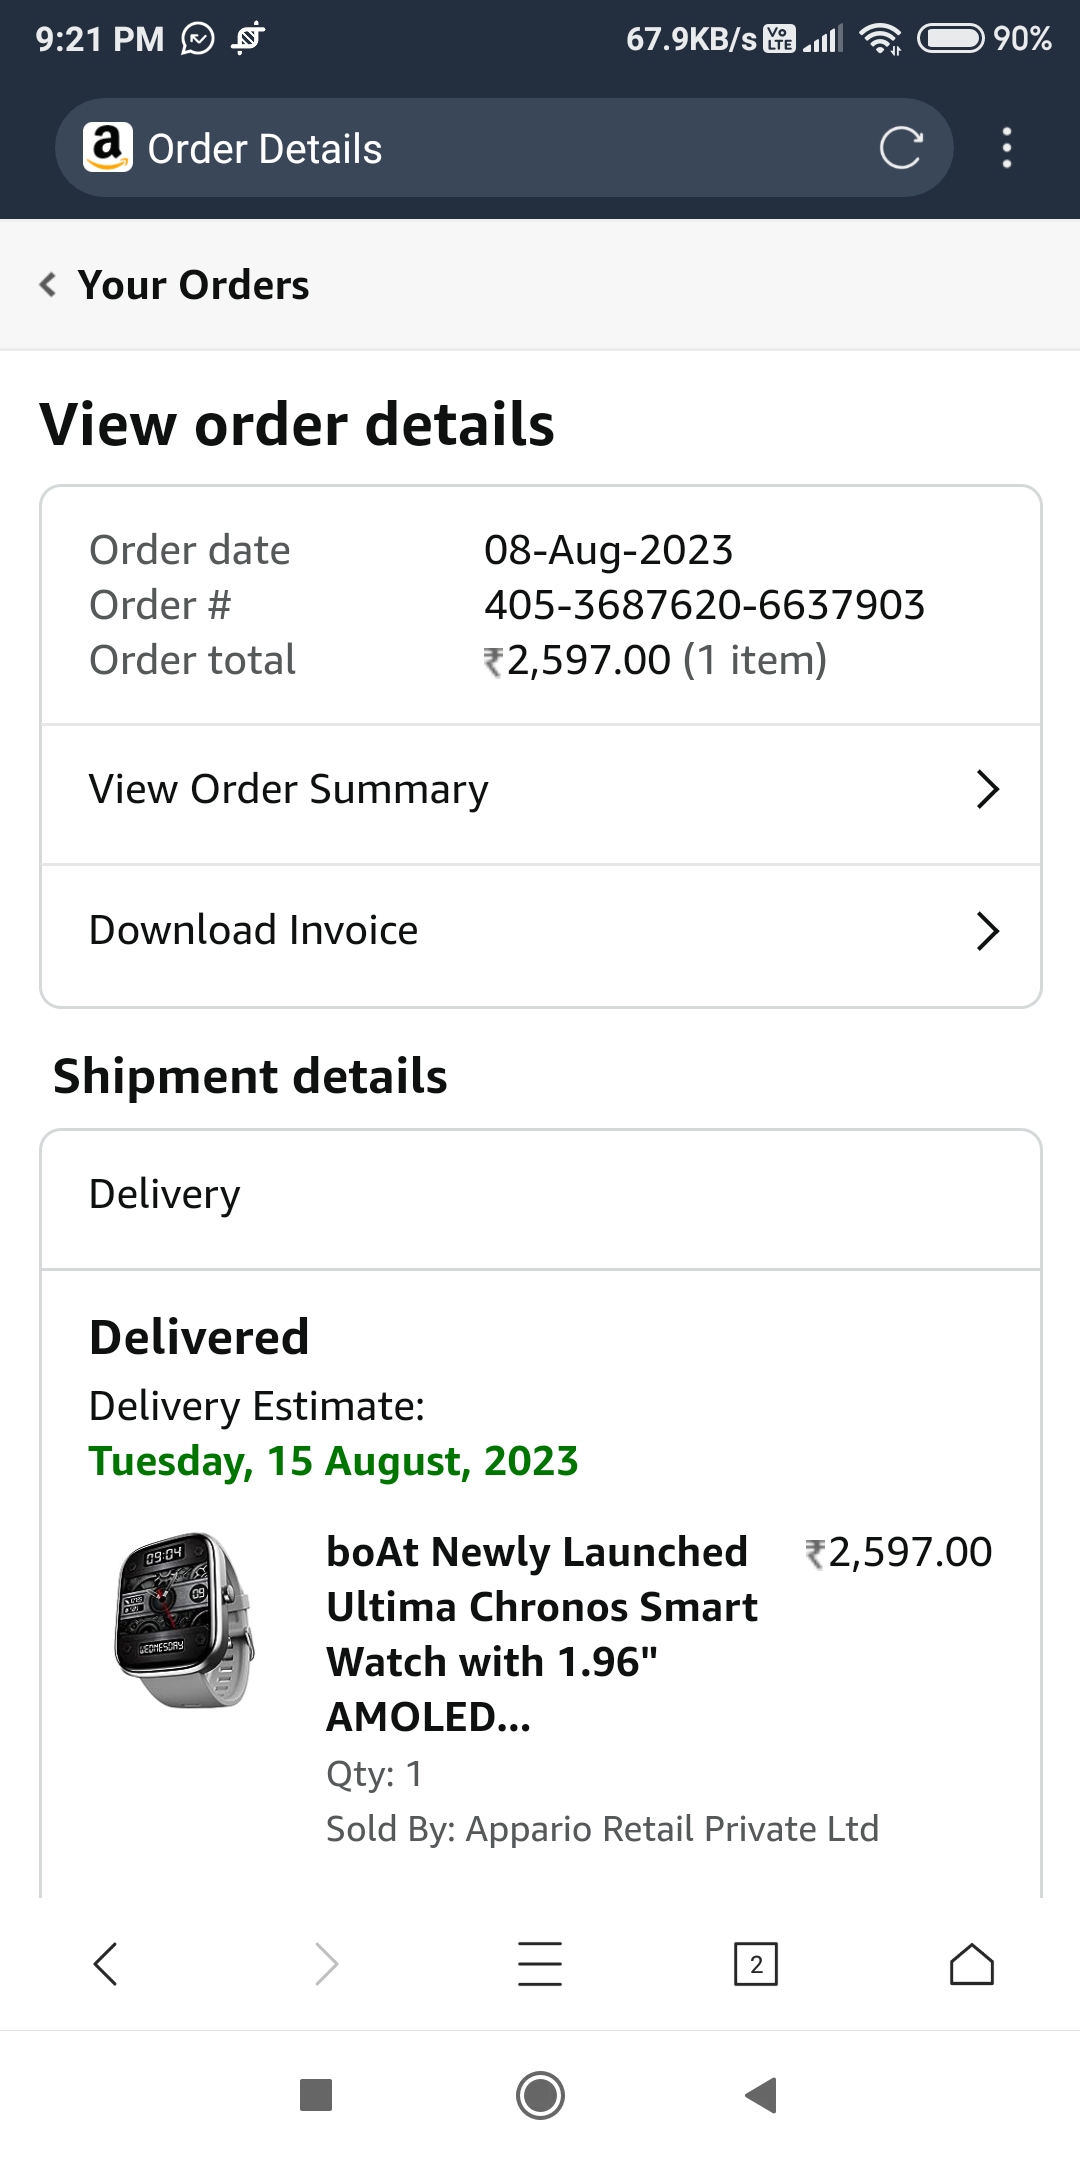 9:21 PM 67.9KB/s Vo LTE 90%
a Order Details
Your Orders
View order details
Order date 08-Aug-2023
Order # 405-3687620-6637903
Order total ₹2,597.00 (1 item)
View Order Summary
Download Invoice
Shipment details
Delivery
Delivered
Delivery Estimate:
Tuesday, 15 August, 2023
09:04
09
WEDNESDAY
boAt Newly Launched ₹2,597.00
Ultima Chronos Smart
Watch with 1.96"
AMOLED...
Qty: 1
Sold By: Appario Retail Private Ltd
2